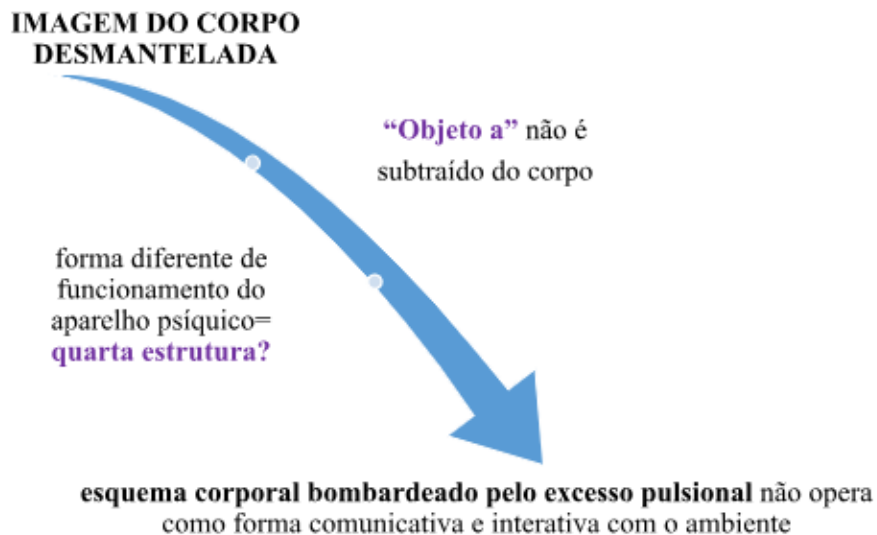 IMAGEM DO CORPO
DESMANTELADA
“Objeto a” não é
subtraído do corpo
forma diferente de
funcionamento do
aparelho psíquico=
quarta estrutura?
esquema corporal bombardeado pelo excesso pulsional não opera
como forma comunicativa e interativa com o ambiente